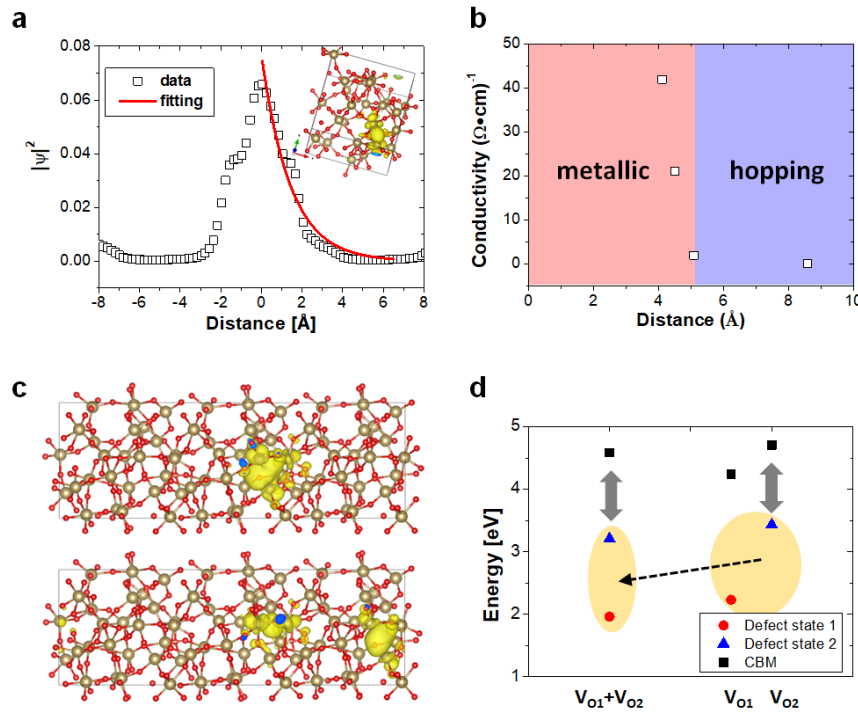 a
0.08
0.06
0.04
0.02
0.00
|ψ|²
data
fitting
-8 -6 -4 -2 0 2 4 6 8
Distance [Å]
b
50
40
30
20
10
0
Conductivity (Ω•cm)⁻¹
metallic
hopping
0 2 4 6 8 10
Distance (Å)
c
d
5
4
3
2
1
Energy [eV]
Defect state 1
Defect state 2
CBM
V_O1+V_O2 V_O1 V_O2